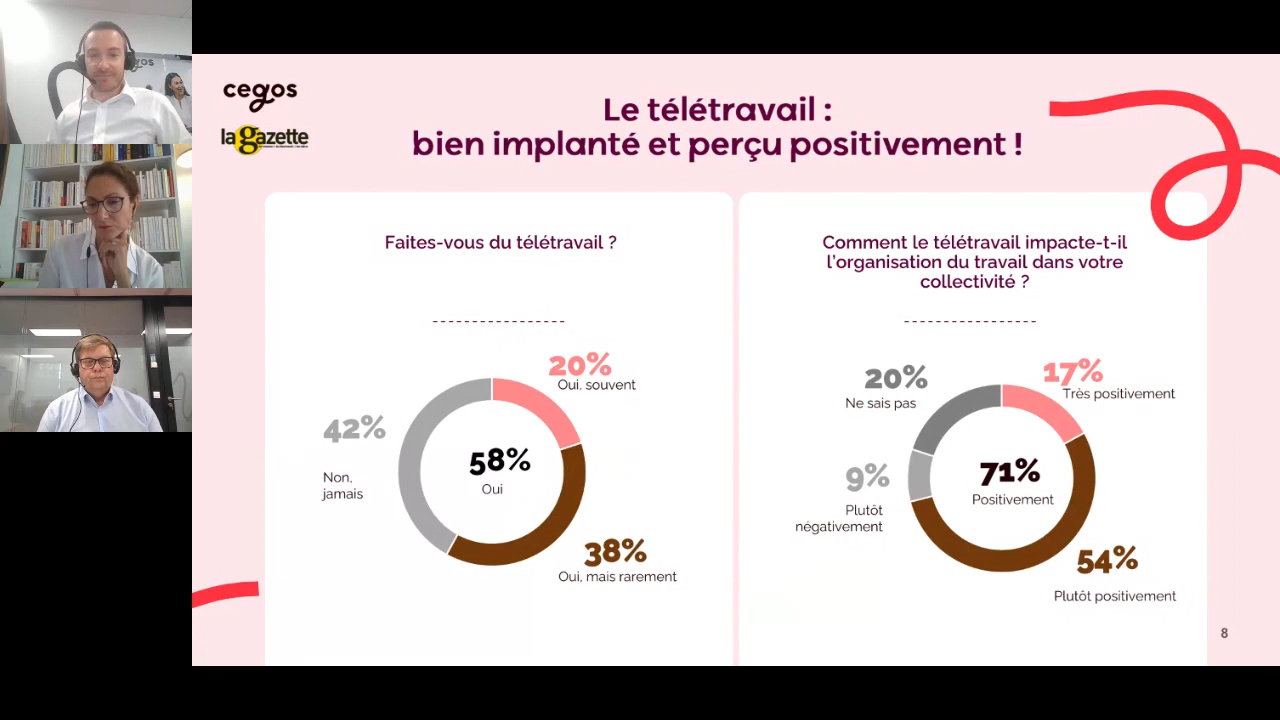 cegos
la gazette
Le télétravail :
bien implanté et perçu positivement !
Faites-vous du télétravail ?
20%
Oui, souvent
42%
Non,
jamais
58%
Oui
38%
Oui, mais rarement
Comment le télétravail impacte-t-il
l'organisation du travail dans votre
collectivité ?
20%
Ne sais pas
17%
Très positivement
9%
Plutôt
négativement
71%
Positivement
54%
Plutôt positivement
8